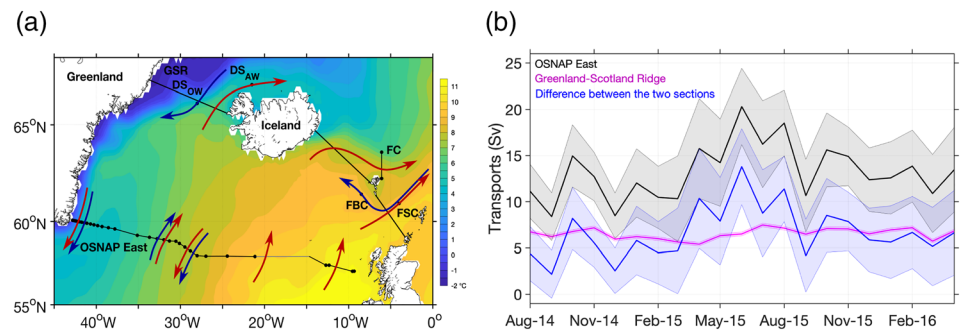 (a)
Greenland
GSR
DS_OW
DS_AW
Iceland
FC
FBC
FSC
OSNAP East
65°N
60°N
55°N
40°W 30°W 20°W 10°W 0°
11
10
9
8
7
6
5
4
3
2
1
0
-1
-2 °C
(b)
OSNAP East
Greenland-Scotland Ridge
Difference between the two sections
Transports (Sv)
25
20
15
10
5
0
Aug-14 Nov-14 Feb-15 May-15 Aug-15 Nov-15 Feb-16